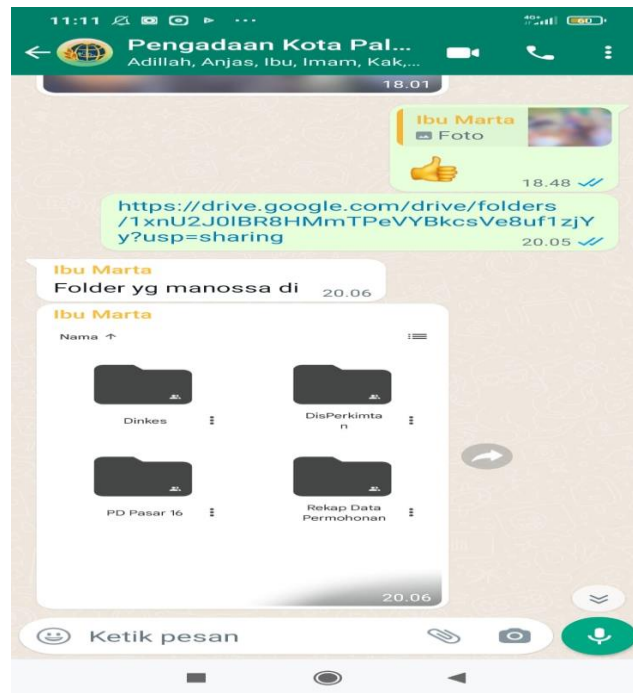 11:11
60
Pengadaan Kota Pal...
Adillah, Anjas, Ibu, Imam, Kak,...
18.01
Ibu Marta
Foto
18.48
https://drive.google.com/drive/folders
/1xnU2J0IBR8HMmTPeVYBkcsVe8uf1zjY
y?usp=sharing
20.05
Ibu Marta
Folder yg manossa di
20.06
Ibu Marta
Nama ↑
Dinkes
DisPerkimta
n
PD Pasar 16
Rekap Data
Permohonan
20.06
Ketik pesan